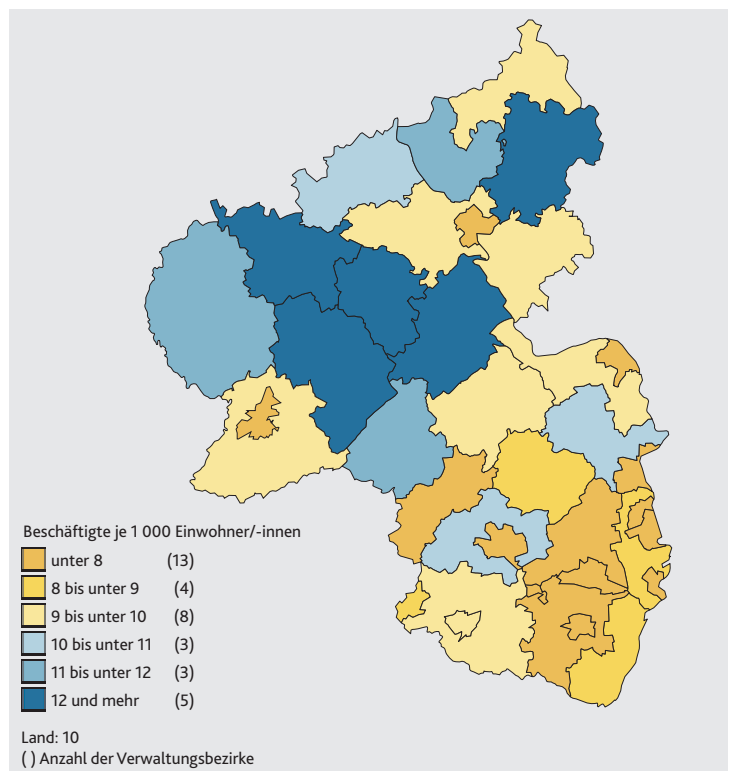 Beschäftigte je 1 000 Einwohner/-innen
unter 8 (13)
8 bis unter 9 (4)
9 bis unter 10 (8)
10 bis unter 11 (3)
11 bis unter 12 (3)
12 und mehr (5)
Land: 10
( ) Anzahl der Verwaltungsbezirke